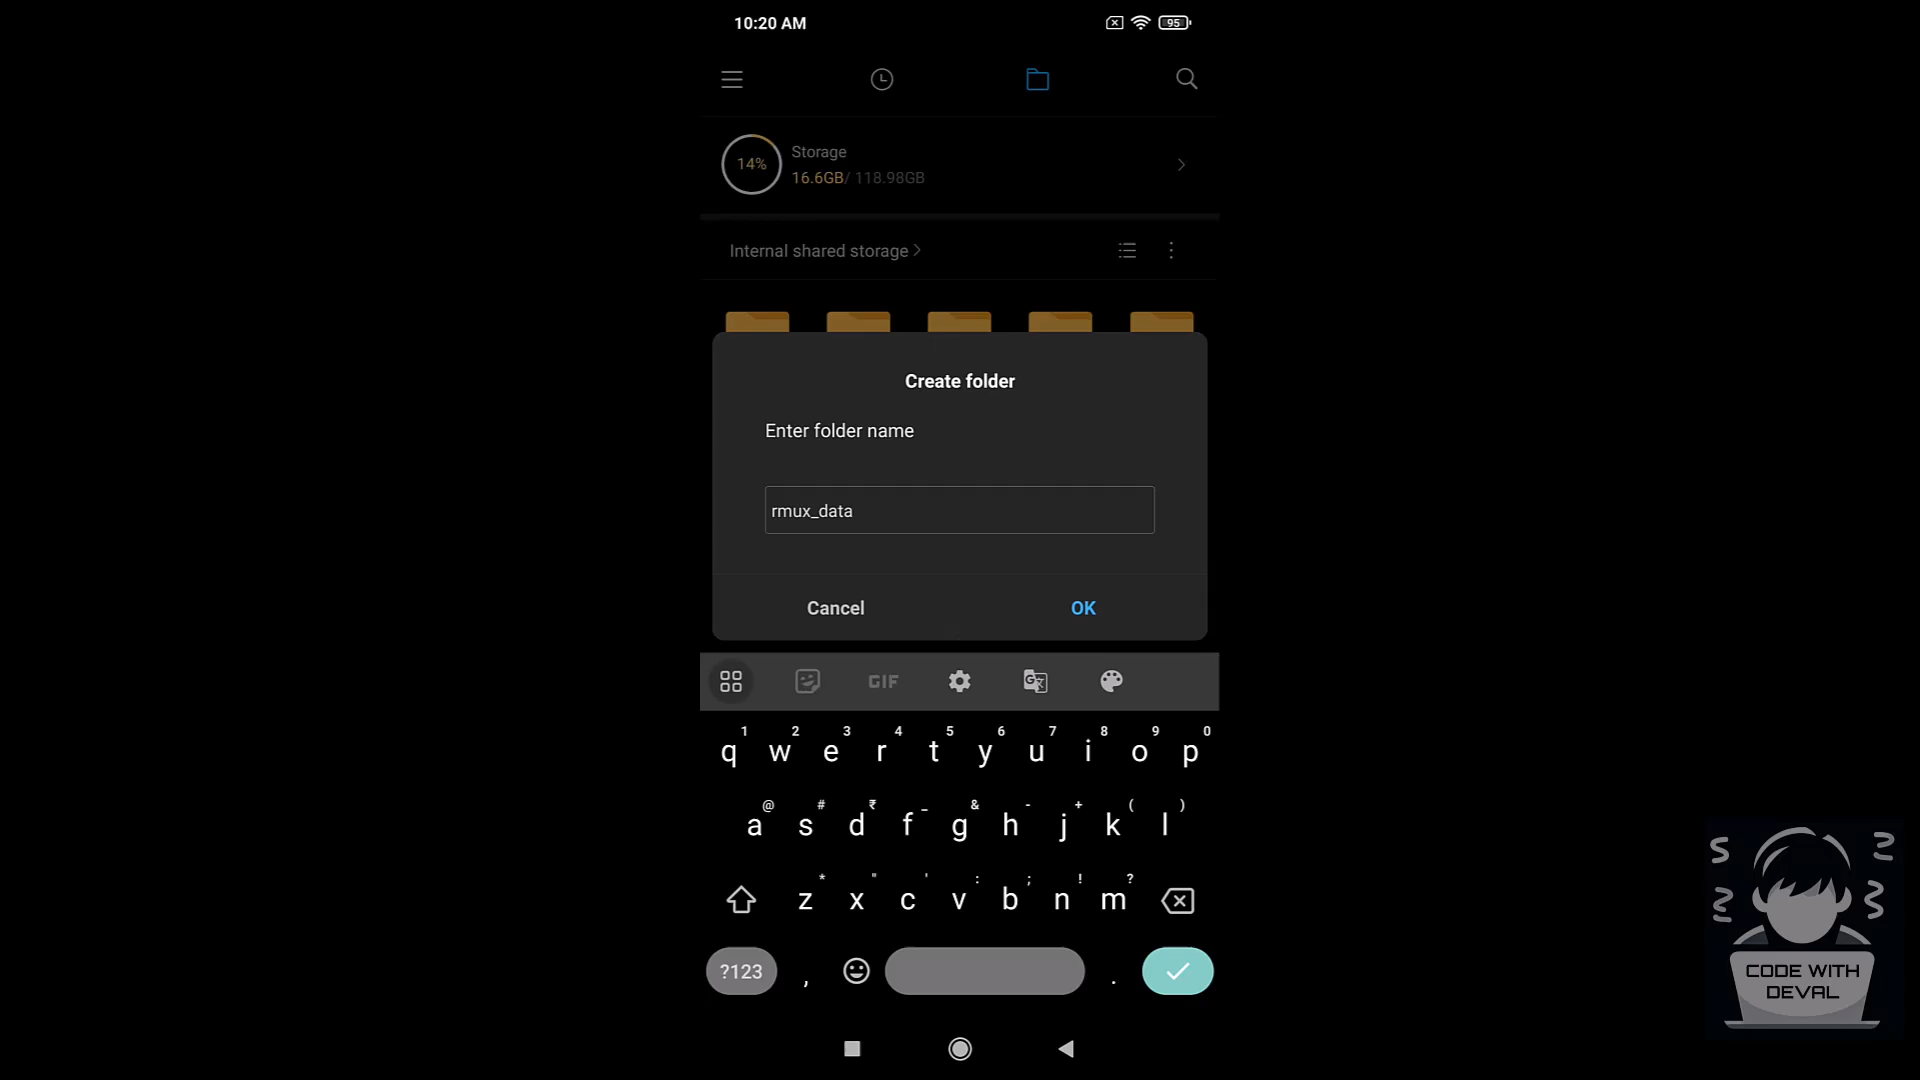 10:20 AM
95
14%
Storage
16.6GB/ 118.98GB
Internal shared storage
Create folder
Enter folder name
rmux_data
Cancel
OK
GIF
1 2 3 4 5 6 7 8 9 0
q w e r t y u i o p
@ # ₹ _ & - + ( )
a s d f g h j k l
* " ' : ; ! ?
z x c v b n m
?123 , .
CODE WITH
DEVAL